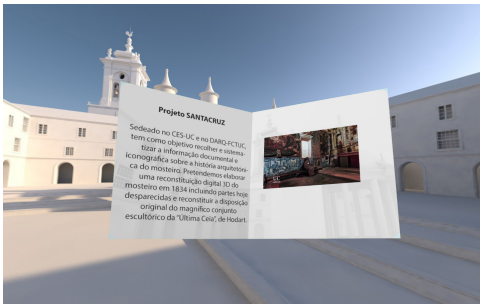 Projeto SANTACRUZ
Sedeado no CES-UC e no DARQ-FCTUC,
tem como objetivo recolher e sistema-
tizar a informação documental e
iconográfica sobre a história arquitetóni-
ca do mosteiro. Pretendemos elaborar
uma reconstituição digital 3D do
mosteiro em 1834 incluindo partes hoje
desparecidas e reconstituir a disposição
original do magnífico conjunto
escultórico da "Última Ceia", de Hodart.